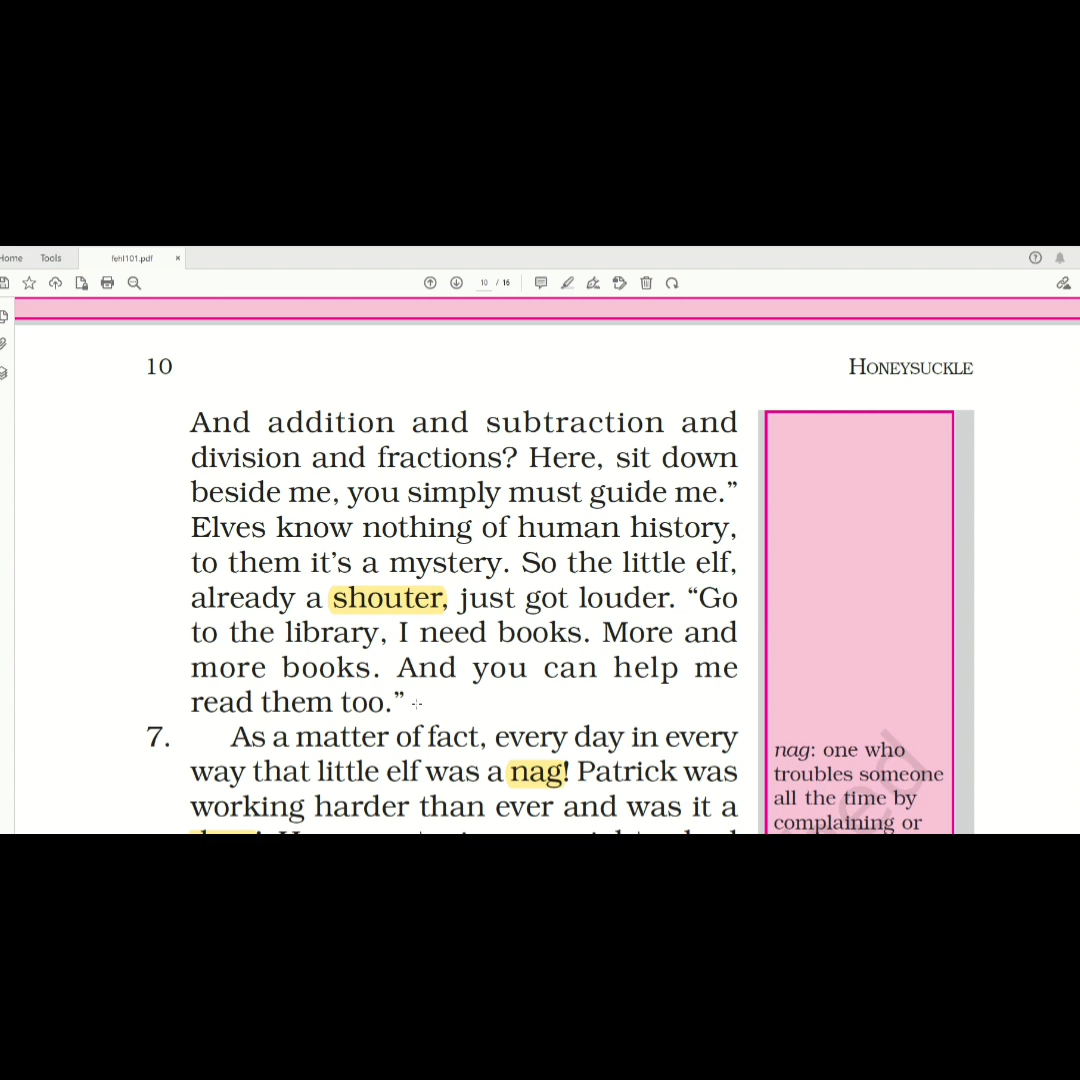 Home Tools fehl101.pdf ×
10 / 16
10 HONEYSUCKLE
And addition and subtraction and
division and fractions? Here, sit down
beside me, you simply must guide me.”
Elves know nothing of human history,
to them it’s a mystery. So the little elf,
already a shouter, just got louder. “Go
to the library, I need books. More and
more books. And you can help me
read them too.”
7. As a matter of fact, every day in every
way that little elf was a nag! Patrick was
working harder than ever and was it a
nag: one who
troubles someone
all the time by
complaining or